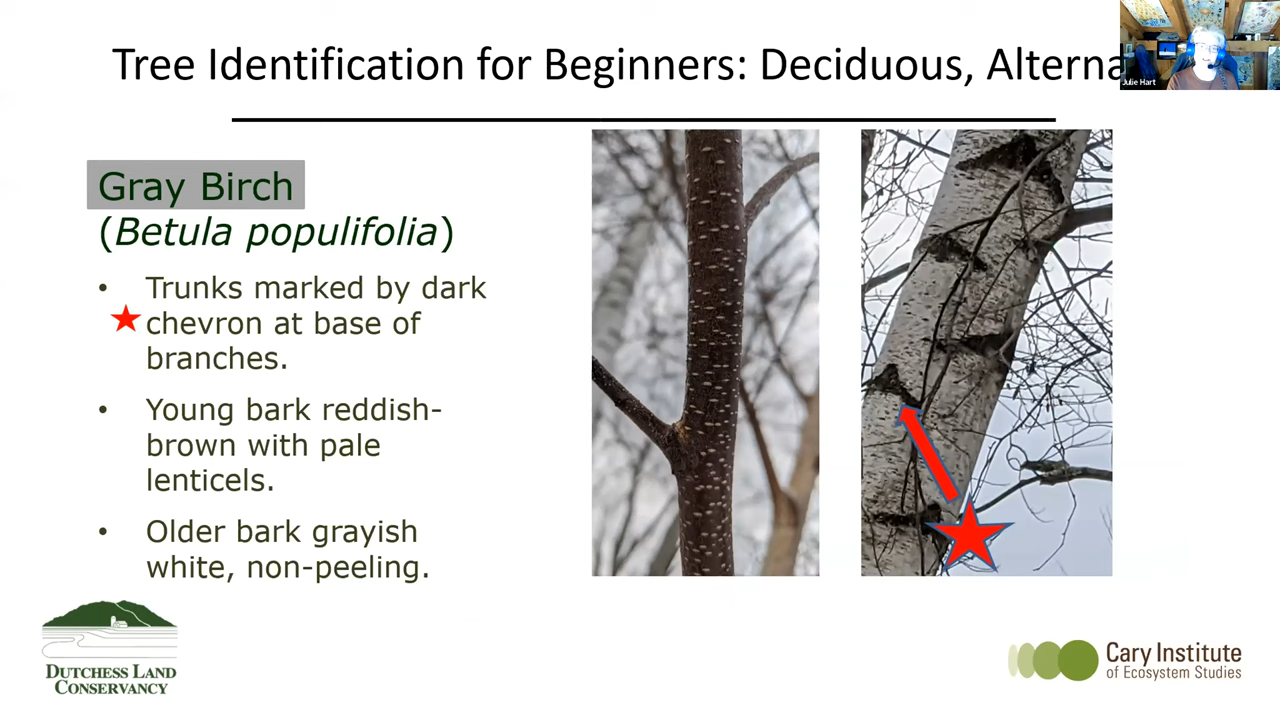 Tree Identification for Beginners: Deciduous, Alterna
Julie Hart
Gray Birch
(Betula populifolia)
• Trunks marked by dark
chevron at base of
branches.
• Young bark reddish-
brown with pale
lenticels.
• Older bark grayish
white, non-peeling.
DUTCHESS LAND
CONSERVANCY
Cary Institute
of Ecosystem Studies